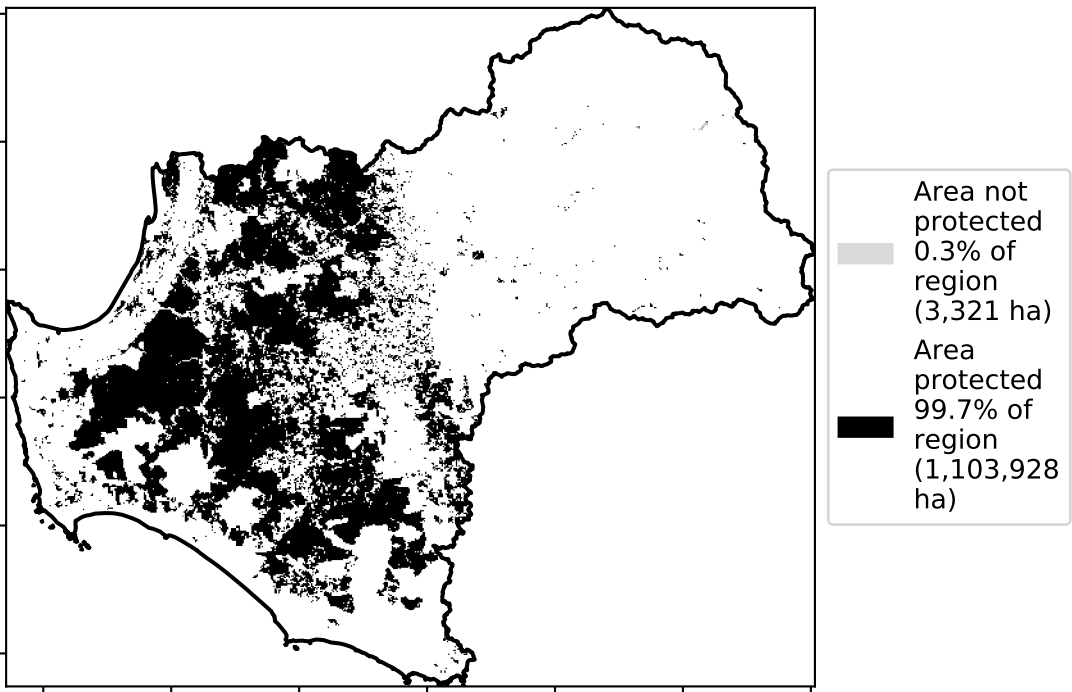 Area not
protected
0.3% of
region
(3,321 ha)
Area
protected
99.7% of
region
(1,103,928
ha)